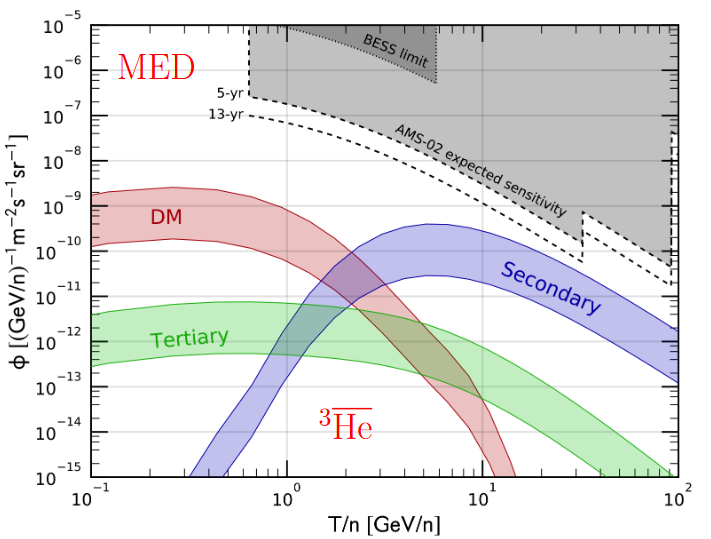 MED
BESS limit
5-yr
13-yr
AMS-02 expected sensitivity
DM
Secondary
Tertiary
³H̅e̅
10⁻⁵
10⁻⁶
10⁻⁷
10⁻⁸
10⁻⁹
10⁻¹⁰
10⁻¹¹
10⁻¹²
10⁻¹³
10⁻¹⁴
10⁻¹⁵
ϕ [(GeV/n)⁻¹m⁻²s⁻¹sr⁻¹]
10⁻¹ 10⁰ 10¹ 10²
T/n [GeV/n]